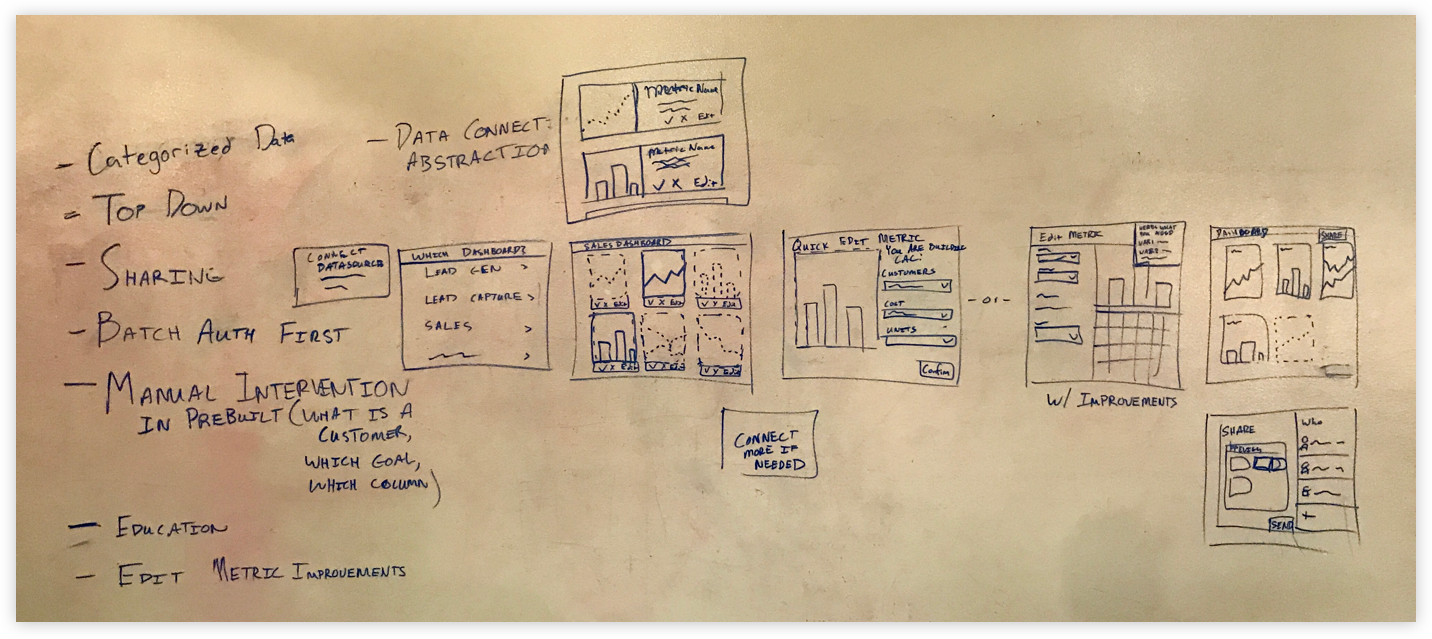 - Categorized Data
- TOP DOWN
- SHARING
- BATCH AUTH FIRST
- MANUAL INTERVENTION
IN PREBUILT (WHAT IS A
CUSTOMER,
WHICH GOAL,
WHICH COLUMN)
- EDUCATION
- EDIT METRIC IMPROVEMENTS
- DATA CONNECT:
ABSTRACTION
Metric Name
✓ X Edit
Metric Name
✓ X Edit
CONNECT
DATASOURCE
WHICH DASHBOARD?
LEAD GEN >
LEAD CAPTURE >
SALES >
>
SALES DASHBOARD
✓ X Edit
✓ X Edit
✓ X Edit
✓ X Edit
✓ X Edit
✓ X Edit
QUICK EDIT METRIC
YOU ARE BUILDING
CAC:
CUSTOMERS
COST
UNITS
Confirm
CONNECT
MORE IF
NEEDED
- or -
Edit METRIC
WHAT
YOU NEED
VAR1
VAR2
W/ IMPROVEMENTS
DASHBOARD
SHARE
SHARE
SEND
Who
+